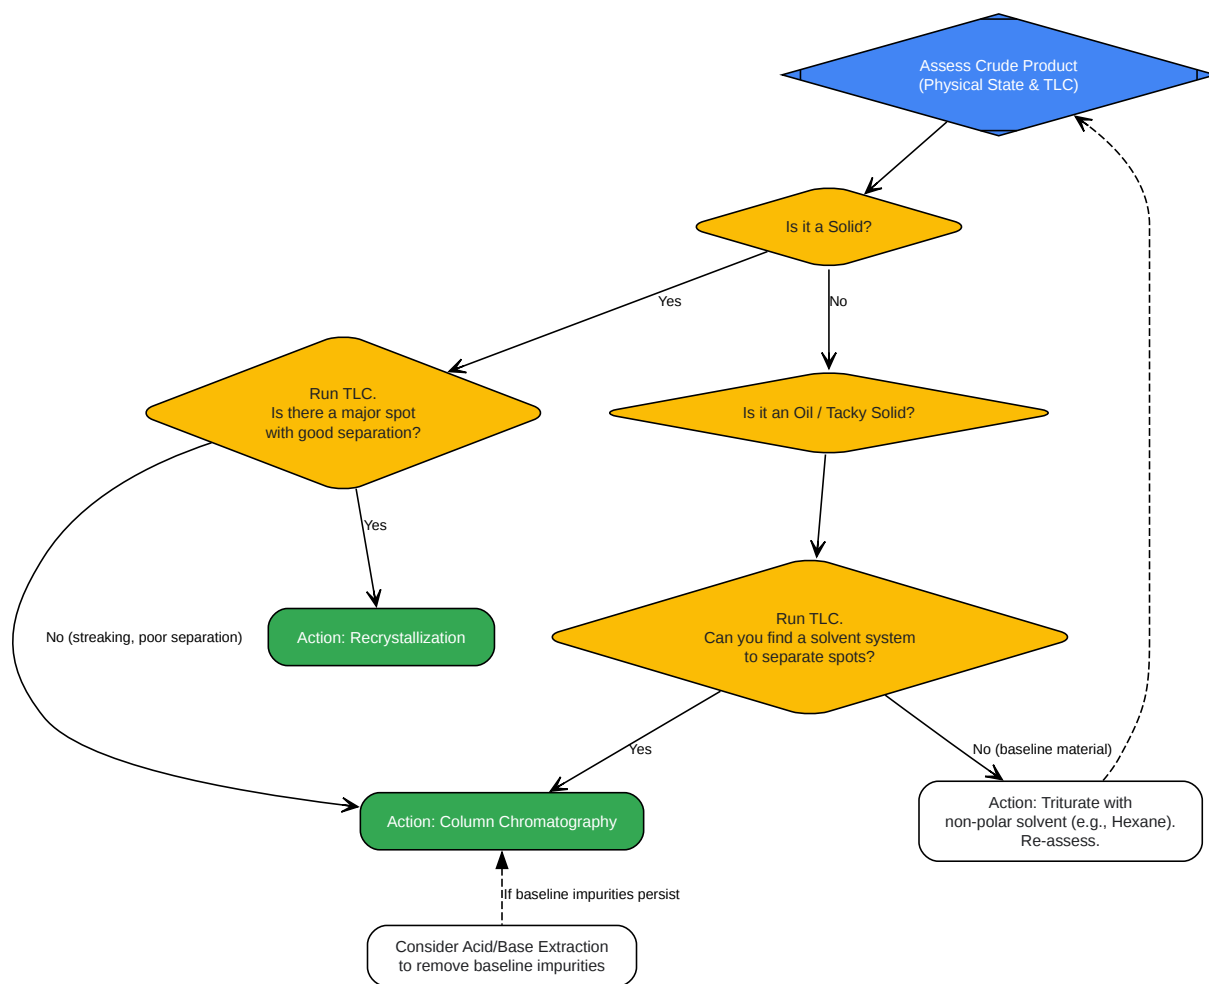 Assess Crude Product
(Physical State & TLC)
Is it a Solid?
Yes
No
Run TLC.
Is there a major spot
with good separation?
Is it an Oil / Tacky Solid?
Yes
No (streaking, poor separation)
Action: Recrystallization
Run TLC.
Can you find a solvent system
to separate spots?
Yes
No (baseline material)
Action: Column Chromatography
Action: Triturate with
non-polar solvent (e.g., Hexane).
Re-assess.
If baseline impurities persist
Consider Acid/Base Extraction
to remove baseline impurities